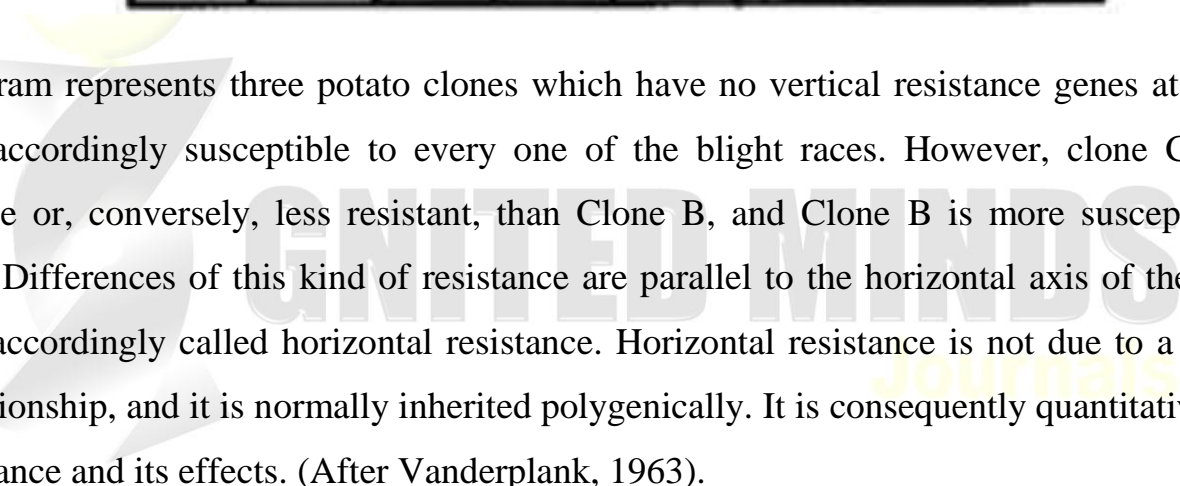 ram represents three potato clones which have no vertical resistance genes at
accordingly susceptible to every one of the blight races. However, clone C
e or, conversely, less resistant, than Clone B, and Clone B is more suscep
Differences of this kind of resistance are parallel to the horizontal axis of the
accordingly called horizontal resistance. Horizontal resistance is not due to a
ionship, and it is normally inherited polygenically. It is consequently quantitativ
ance and its effects. (After Vanderplank, 1963).
GNITED MINDS
Journals